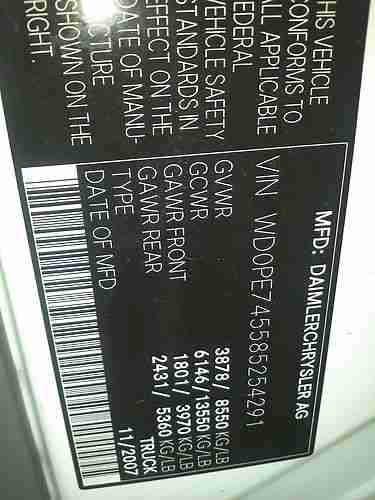 HIS VEHICLE
CONFORMS TO
ALL APPLICABLE
FEDERAL
VEHICLE SAFETY
STANDARDS IN
EFFECT ON THE
DATE OF MANU-
CTURE
SHOWN ON THE
RIGHT.
MFD: DAIMLERCHRYSLER AG
VIN WD0PE745585254291
GVWR 3878/ 8550 KG/LB
GCWR 6146/13550 KG/LB
GAWR FRONT 1801/ 3970 KG/LB
GAWR REAR 2431/ 5360 KG/LB
TYPE TRUCK
DATE OF MFD 11/2007